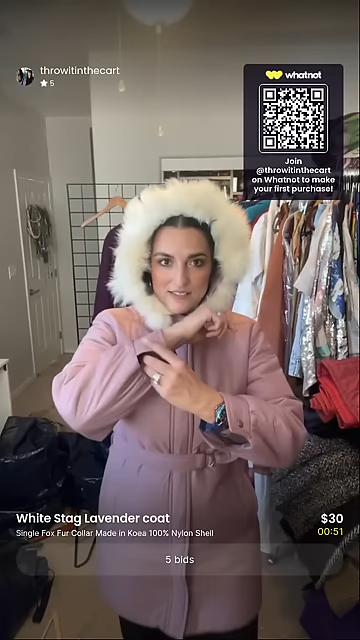 throwitinthecart
5
whatnot
Join
@throwitinthecart
on Whatnot to make
your first purchase!
White Stag Lavender coat
$30
Single Fox Fur Collar Made in Koea 100% Nylon Shell
00:51
5 bids